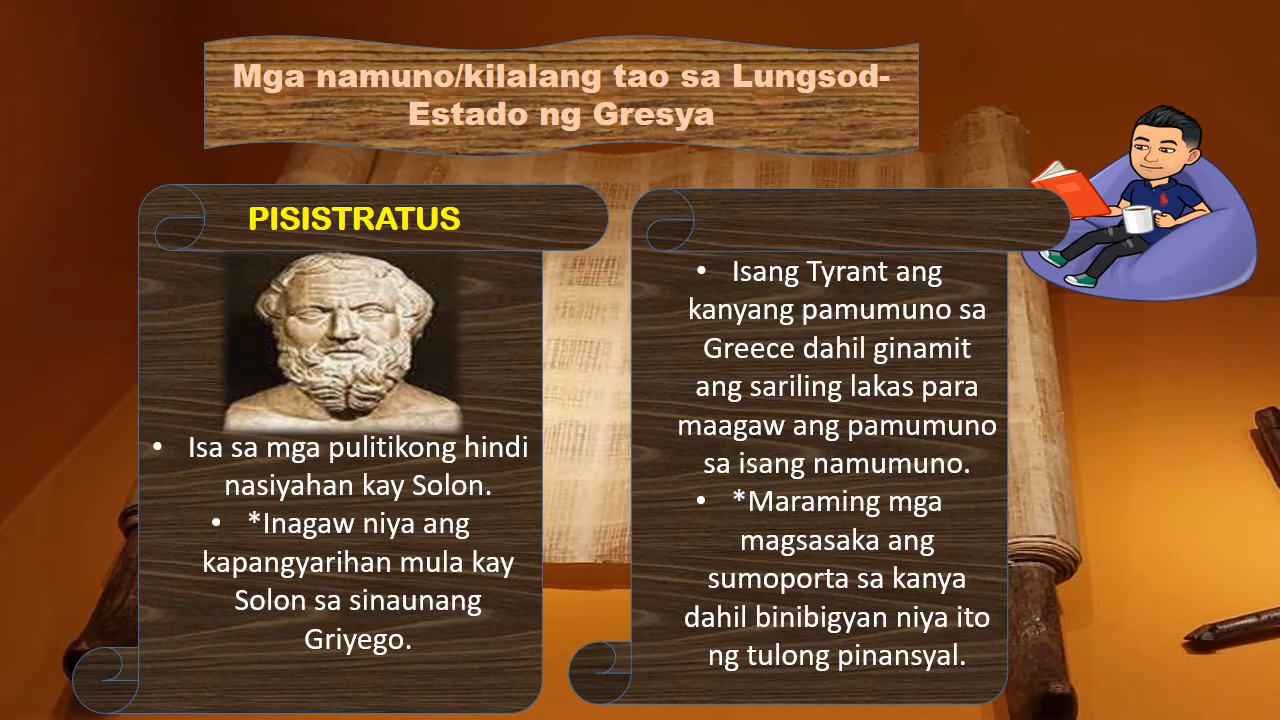 Mga namuno/kilalang tao sa Lungsod-
Estado ng Gresya
PISISTRATUS
• Isa sa mga pulitikong hindi
nasiyahan kay Solon.
• *Inagaw niya ang
kapangyarihan mula kay
Solon sa sinaunang
Griyego.
• Isang Tyrant ang
kanyang pamumuno sa
Greece dahil ginamit
ang sariling lakas para
maagaw ang pamumuno
sa isang namumuno.
• *Maraming mga
magsasaka ang
sumoporta sa kanya
dahil binibigyan niya ito
ng tulong pinansyal.